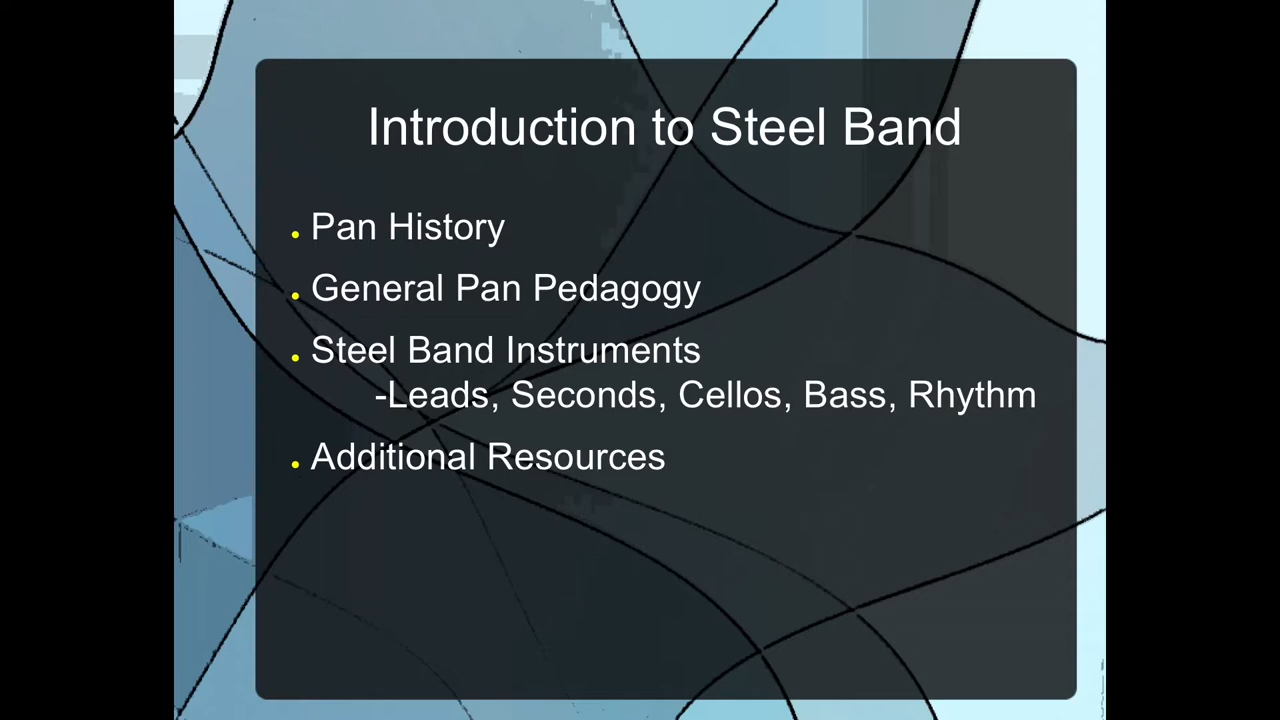 Introduction to Steel Band
Pan History
General Pan Pedagogy
Steel Band Instruments
-Leads, Seconds, Cellos, Bass, Rhythm
Additional Resources